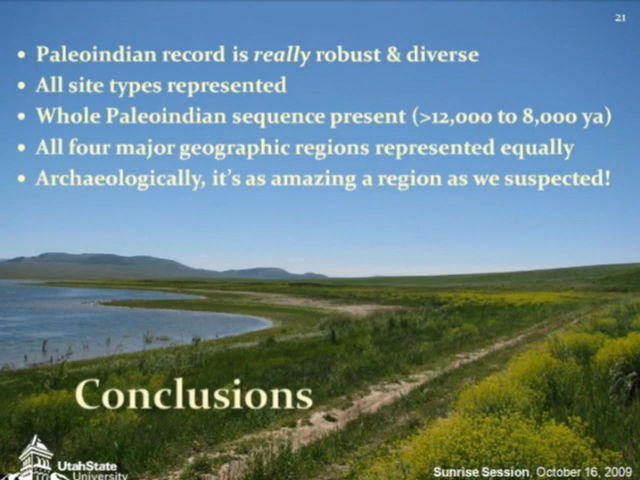 21
• Paleoindian record is really robust & diverse
• All site types represented
• Whole Paleoindian sequence present (>12,000 to 8,000 ya)
• All four major geographic regions represented equally
• Archaeologically, it's as amazing a region as we suspected!
Conclusions
UtahState
University
Sunrise Session, October 16, 2009